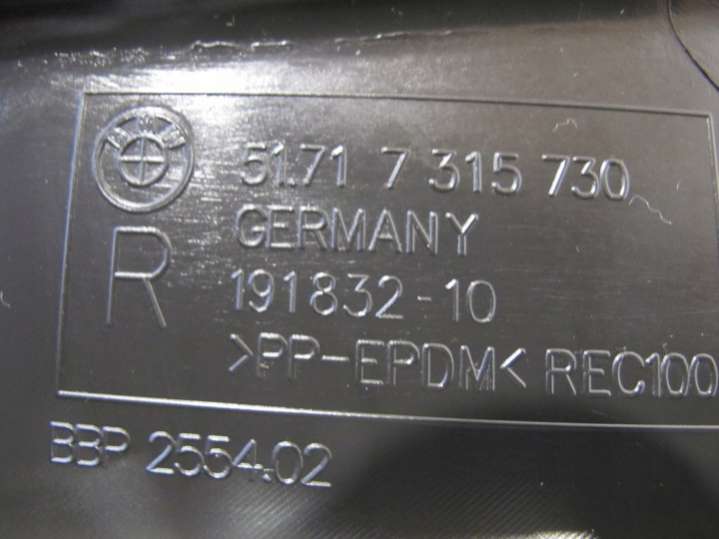 51.71 7 315 730
GERMANY
R
191832-10
>PP-EPDM< REC100
BBP 2554.02